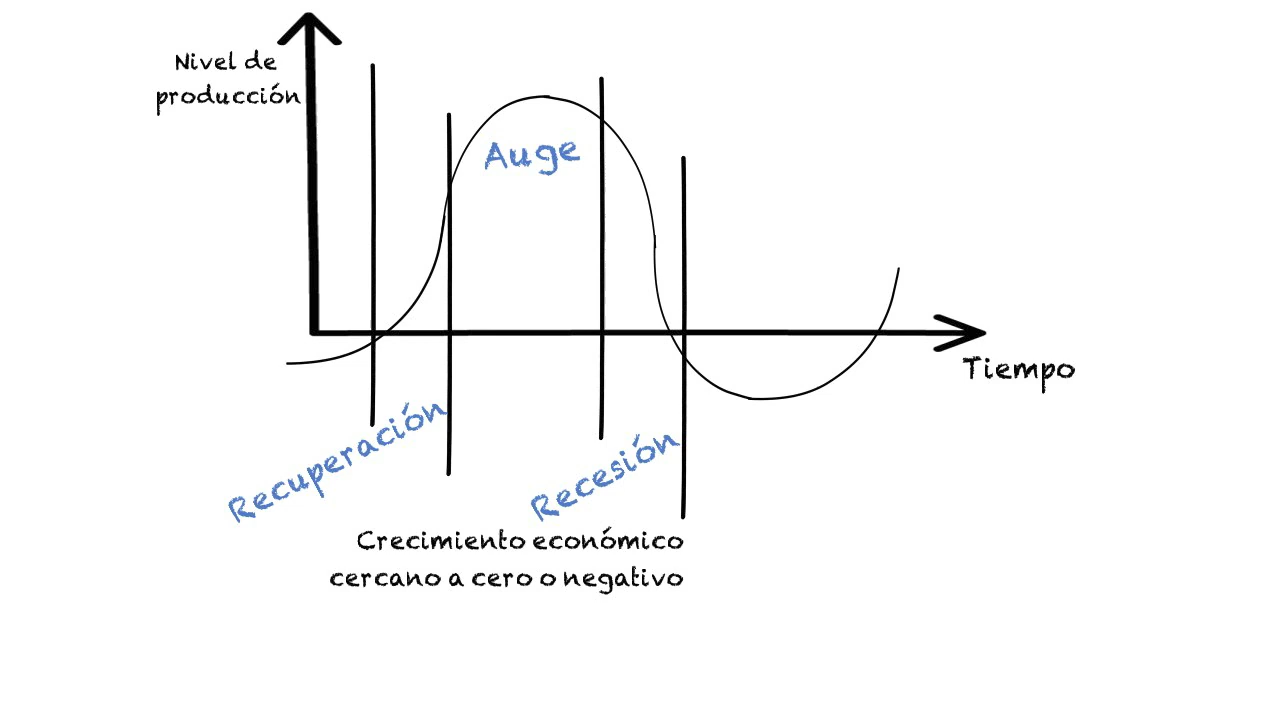 Nivel de
producción
Auge
Tiempo
Recuperación
Recesión
Crecimiento económico
cercano a cero o negativo